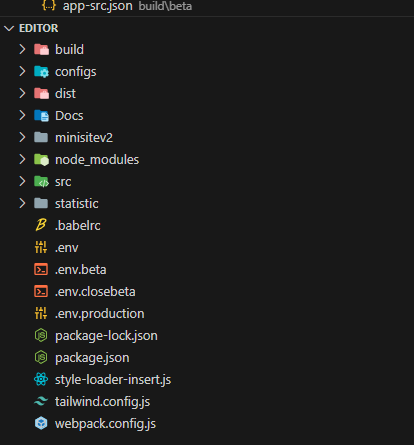 app-src.json build\beta
EDITOR
build
configs
dist
Docs
minisitev2
node_modules
src
statistic
.babelrc
.env
.env.beta
.env.closebeta
.env.production
package-lock.json
package.json
style-loader-insert.js
tailwind.config.js
webpack.config.js